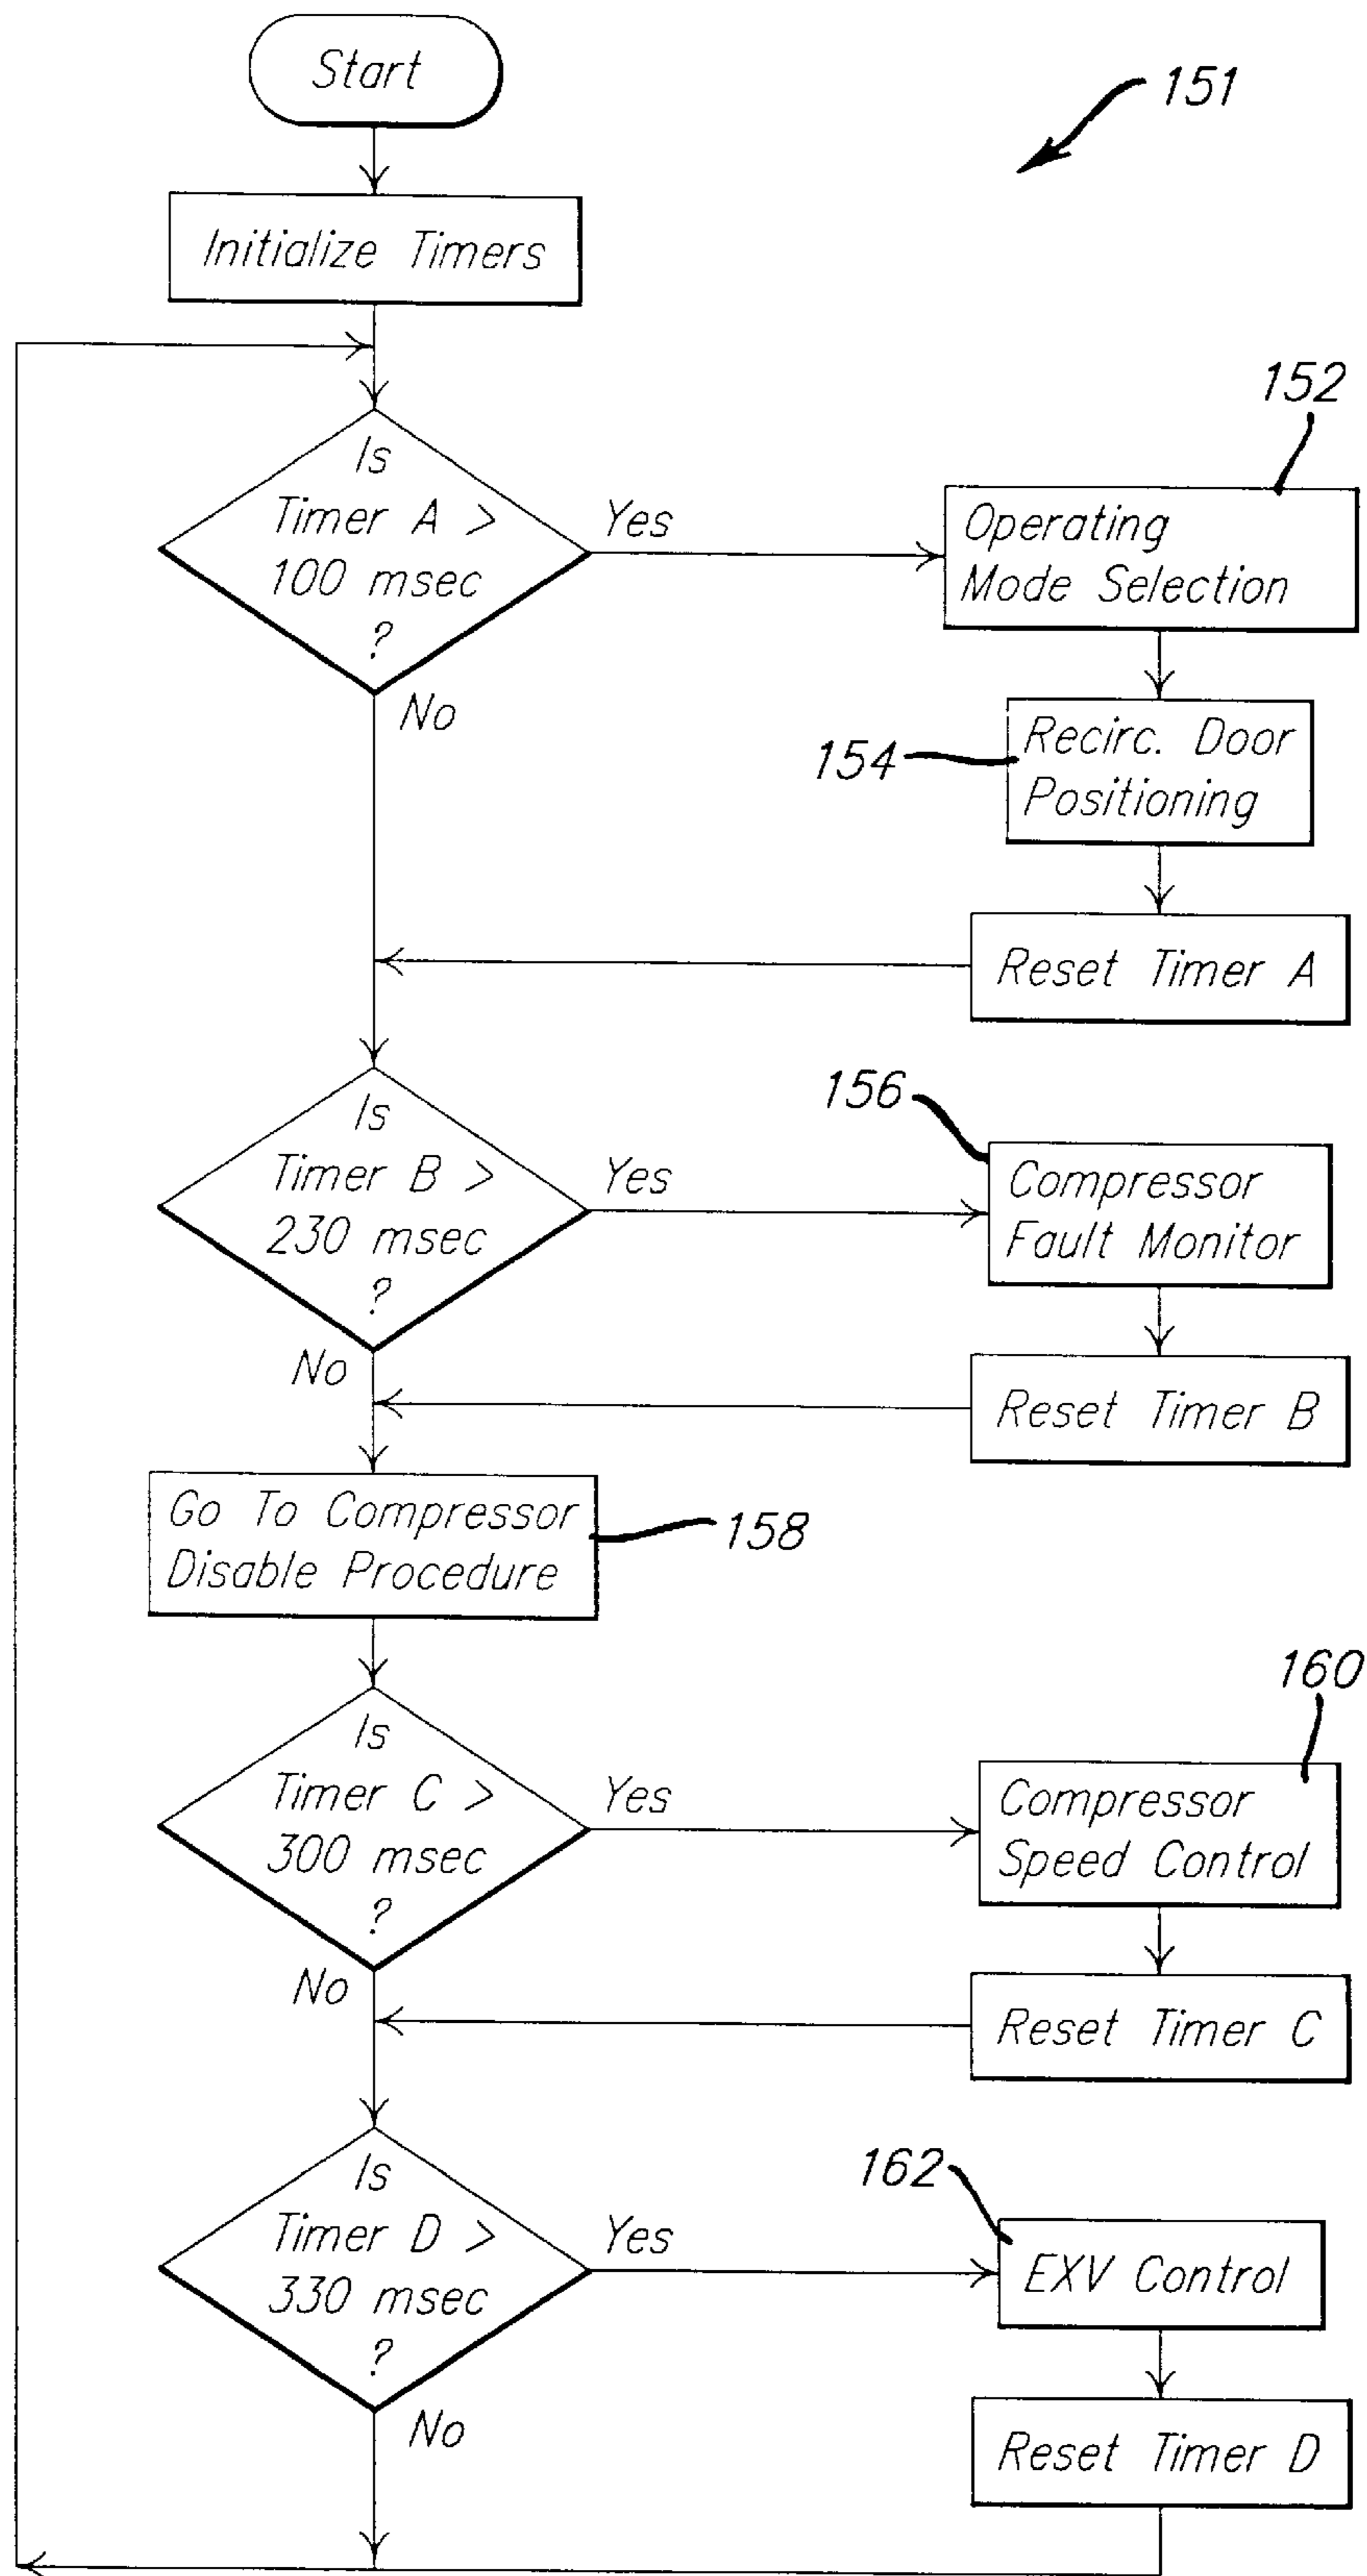 Start
151
Initialize Timers
Is
Timer A >
100 msec
?
Yes
No
152
Operating
Mode Selection
154
Recirc. Door
Positioning
Reset Timer A
Is
Timer B >
230 msec
?
Yes
No
156
Compressor
Fault Monitor
Reset Timer B
Go To Compressor
Disable Procedure
158
Is
Timer C >
300 msec
?
Yes
No
160
Compressor
Speed Control
Reset Timer C
Is
Timer D >
330 msec
?
Yes
No
162
EXV Control
Reset Timer D